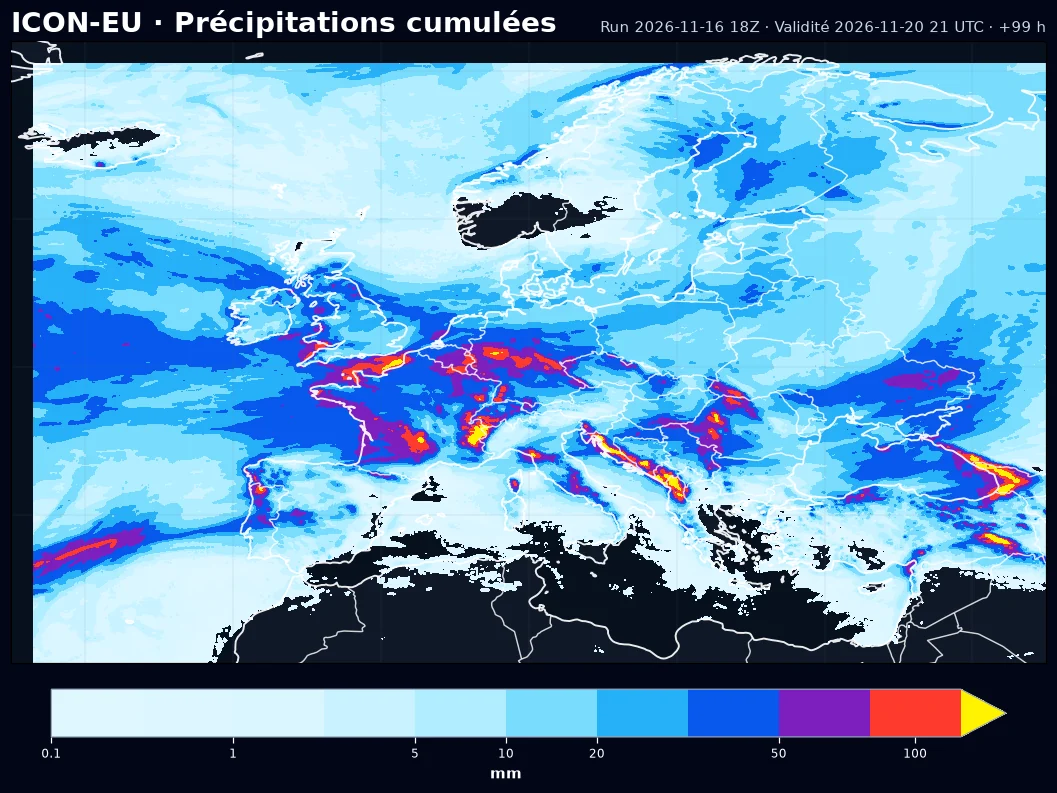 ICON-EU · Précipitations cumulées
Run 2026-11-16 18Z · Validité 2026-11-20 21 UTC · +99 h
0.1 1 5 10 20 50 100
mm